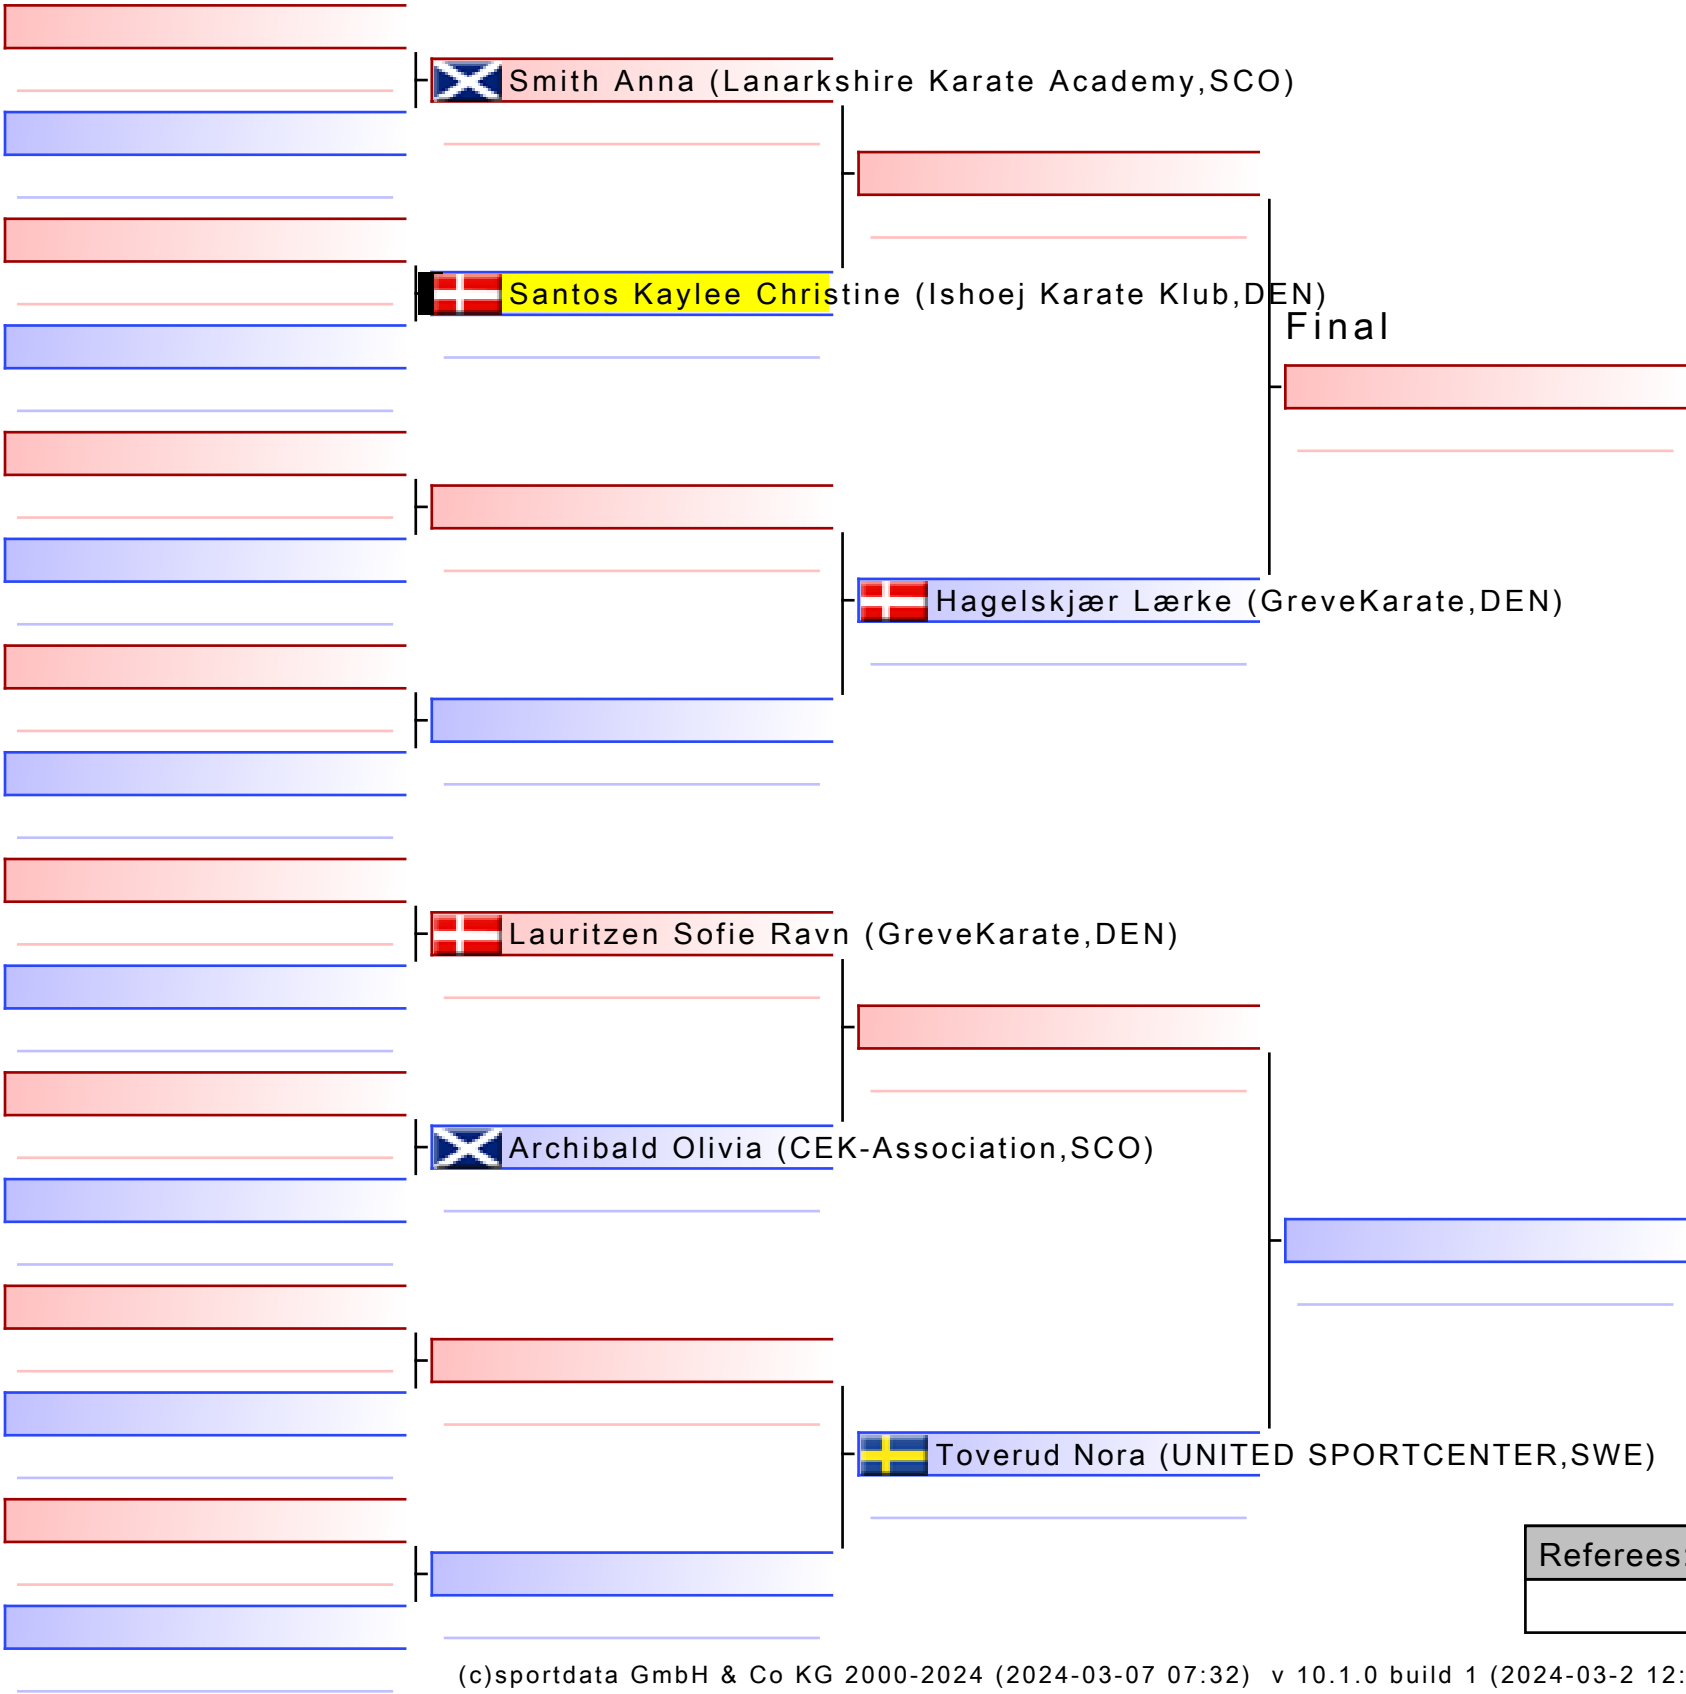 Smith Anna (Lanarkshire Karate Academy,SCO)
Santos Kaylee Christine (Ishoej Karate Klub,DEN)
Final
Hagelskjær Lærke (GreveKarate,DEN)
Lauritzen Sofie Ravn (GreveKarate,DEN)
Archibald Olivia (CEK-Association,SCO)
Toverud Nora (UNITED SPORTCENTER,SWE)
Referees:
(c)sportdata GmbH & Co KG 2000-2024 (2024-03-07 07:32) v 10.1.0 build 1 (2024-03-2 12: